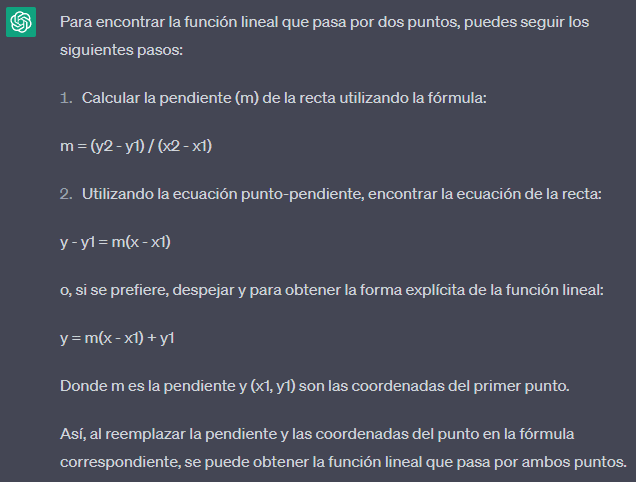 Para encontrar la función lineal que pasa por dos puntos, puedes seguir los
siguientes pasos:
1. Calcular la pendiente (m) de la recta utilizando la fórmula:
m = (y2 - y1) / (x2 - x1)
2. Utilizando la ecuación punto-pendiente, encontrar la ecuación de la recta:
y - y1 = m(x - x1)
o, si se prefiere, despejar y para obtener la forma explícita de la función lineal:
y = m(x - x1) + y1
Donde m es la pendiente y (x1, y1) son las coordenadas del primer punto.
Así, al reemplazar la pendiente y las coordenadas del punto en la fórmula
correspondiente, se puede obtener la función lineal que pasa por ambos puntos.